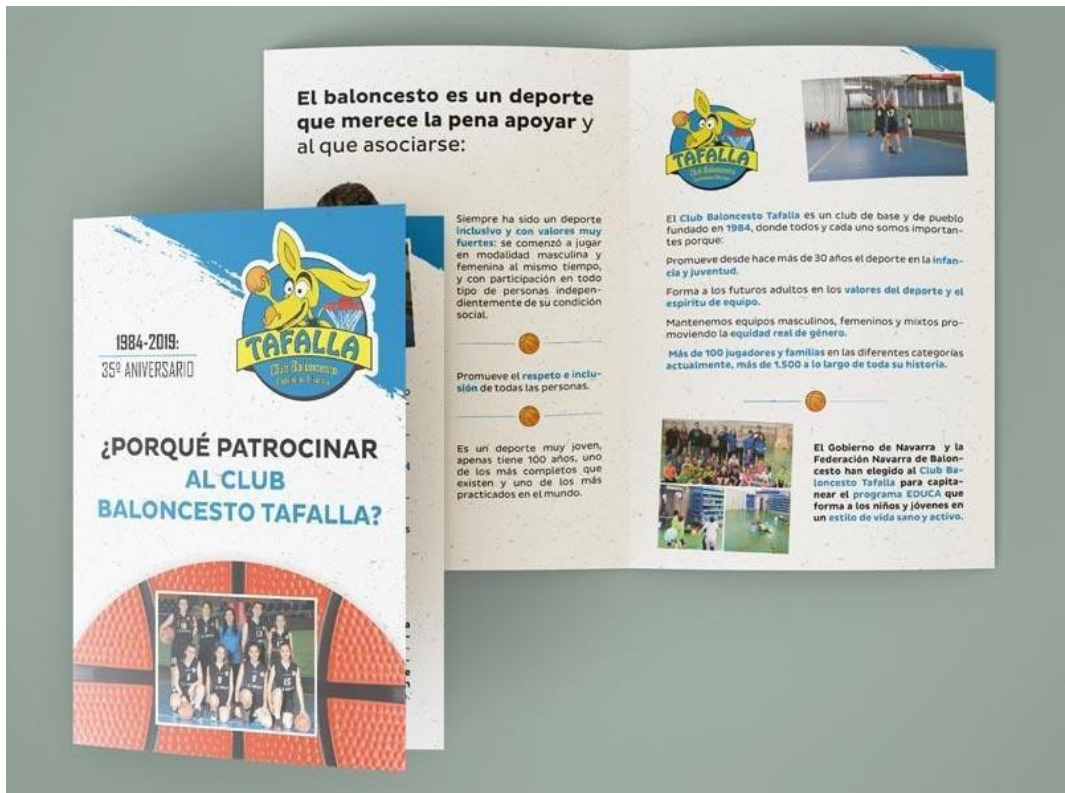 1984-2019:
35º ANIVERSARIO
TAFALLA
Club Baloncesto
¿PORQUÉ PATROCINAR
AL CLUB
BALONCESTO TAFALLA?
El baloncesto es un deporte
que merece la pena apoyar y
al que asociarse:
Siempre ha sido un deporte
inclusivo y con valores muy
fuertes: se comenzó a jugar
en modalidad masculina y
femenina al mismo tiempo,
y con participación en todo
tipo de personas indepen-
dientemente de su condición
social.
Promueve el respeto e inclu-
sión de todas las personas.
Es un deporte muy joven,
apenas tiene 100 años, uno
de los más completos que
existen y uno de los más
practicados en el mundo.
TAFALLA
Club Baloncesto
El Club Baloncesto Tafalla es un club de base y de pueblo
fundado en 1984, donde todos y cada uno somos importan-
tes porque:
Promueve desde hace más de 30 años el deporte en la infan-
cia y juventud.
Forma a los futuros adultos en los valores del deporte y el
espíritu de equipo.
Mantenemos equipos masculinos, femeninos y mixtos pro-
moviendo la equidad real de género.
Más de 100 jugadores y familias en las diferentes categorías
actualmente, más de 1.500 a lo largo de toda su historia.
El Gobierno de Navarra y la
Federación Navarra de Balon-
cesto han elegido al Club Ba-
loncesto Tafalla para capita-
near el programa EDUCA que
forma a los niños y jóvenes en
un estilo de vida sano y activo.